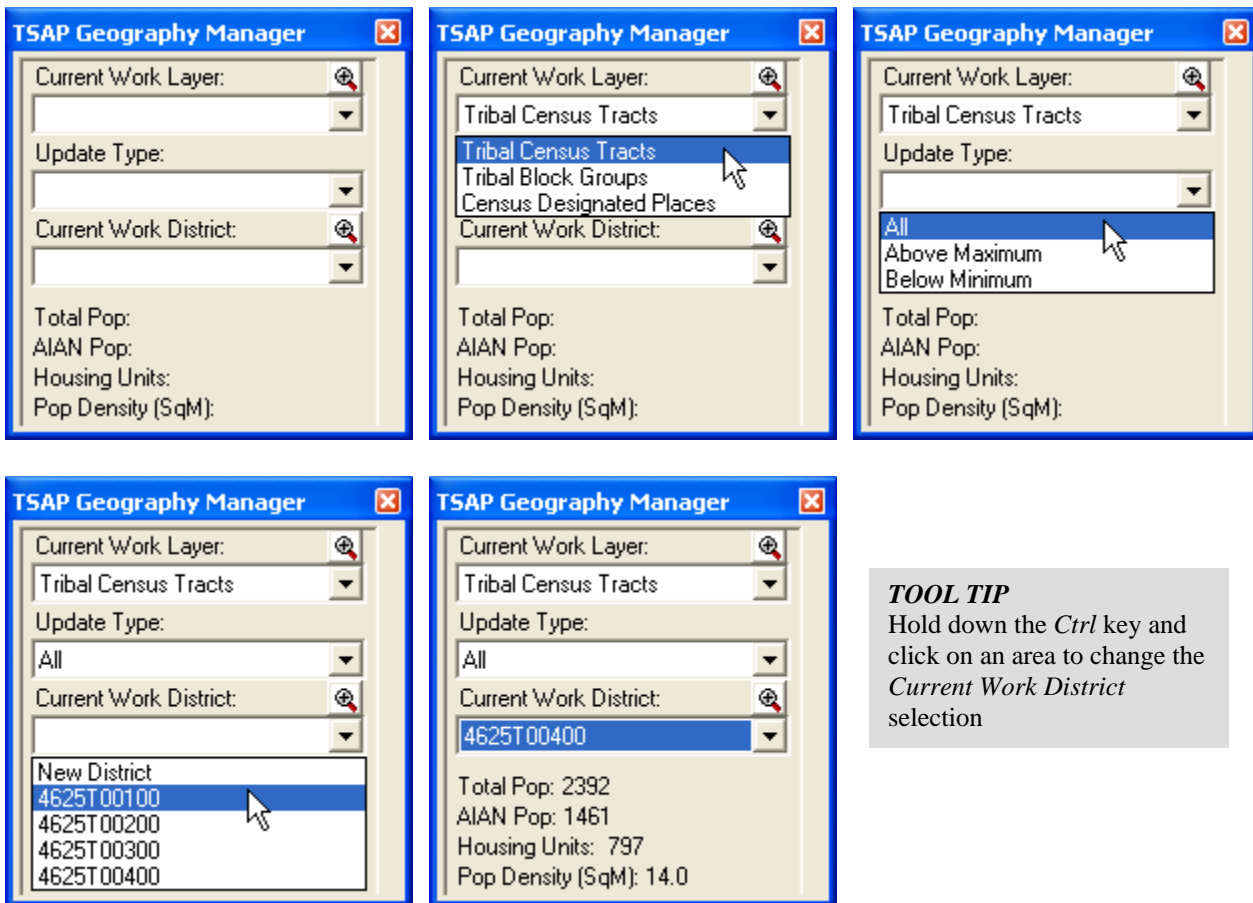 TSAP Geography Manager
Current Work Layer:
Update Type:
Current Work District:
Total Pop:
AIAN Pop:
Housing Units:
Pop Density (SqM):
TSAP Geography Manager
Current Work Layer:
Tribal Census Tracts
Tribal Census Tracts
Tribal Block Groups
Census Designated Places
Current Work District:
Total Pop:
AIAN Pop:
Housing Units:
Pop Density (SqM):
TSAP Geography Manager
Current Work Layer:
Tribal Census Tracts
Update Type:
All
Above Maximum
Below Minimum
Total Pop:
AIAN Pop:
Housing Units:
Pop Density (SqM):
TSAP Geography Manager
Current Work Layer:
Tribal Census Tracts
Update Type:
All
Current Work District:
New District
4625T00100
4625T00200
4625T00300
4625T00400
TSAP Geography Manager
Current Work Layer:
Tribal Census Tracts
Update Type:
All
Current Work District:
4625T00400
Total Pop: 2392
AIAN Pop: 1461
Housing Units: 797
Pop Density (SqM): 14.0
TOOL TIP
Hold down the Ctrl key and
click on an area to change the
Current Work District
selection